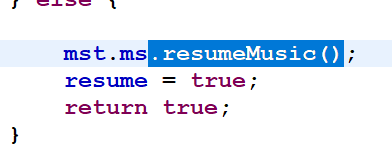 } else {
mst.ms.resumeMusic();
resume = true;
return true;
}